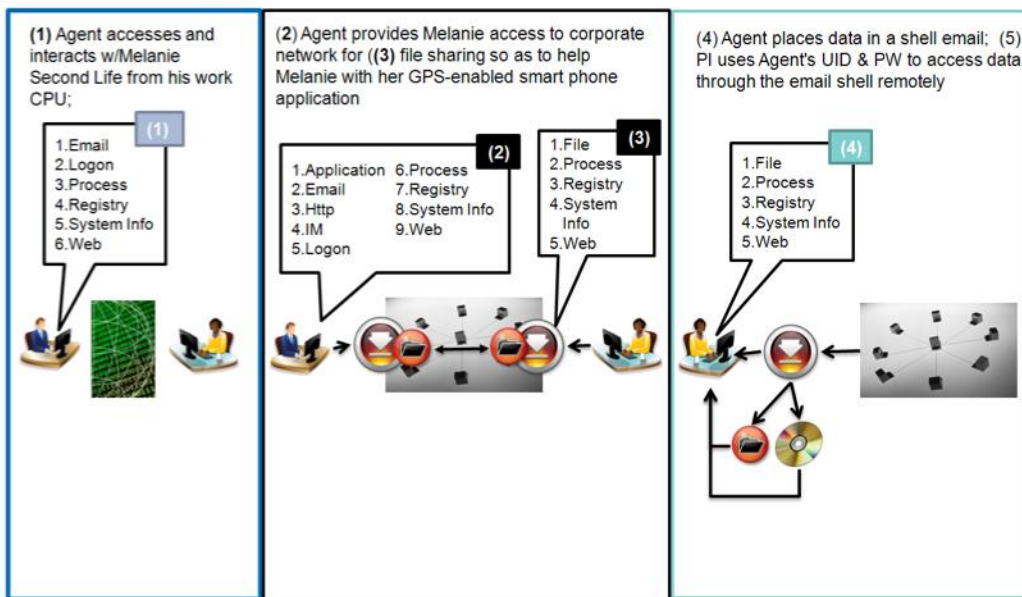 (1) Agent accesses and
interacts w/Melanie
Second Life from his work
CPU;
(1)
1.Email
2.Logon
3.Process
4.Registry
5.System Info
6.Web
(2) Agent provides Melanie access to corporate
network for ((3) file sharing so as to help
Melanie with her GPS-enabled smart phone
application
(2)
1.Application
2.Email
3.Http
4.IM
5.Logon
6.Process
7.Registry
8.System Info
9.Web
(3)
1.File
2.Process
3.Registry
4.System
Info
5.Web
(4) Agent places data in a shell email; (5)
PI uses Agent's UID & PW to access data
through the email shell remotely
(4)
1.File
2.Process
3.Registry
4.System Info
5.Web